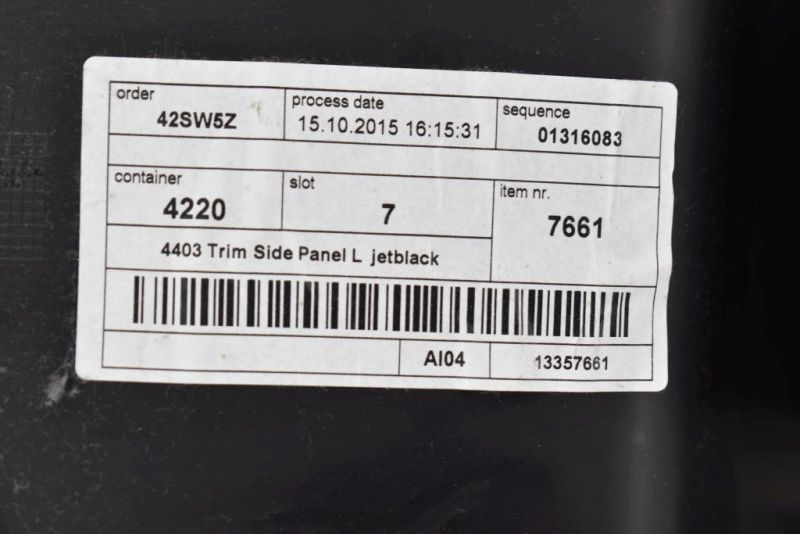 order process date sequence
42SW5Z 15.10.2015 16:15:31 01316083
container slot item nr.
4220 7 7661
4403 Trim Side Panel L jetblack
AI04 13357661